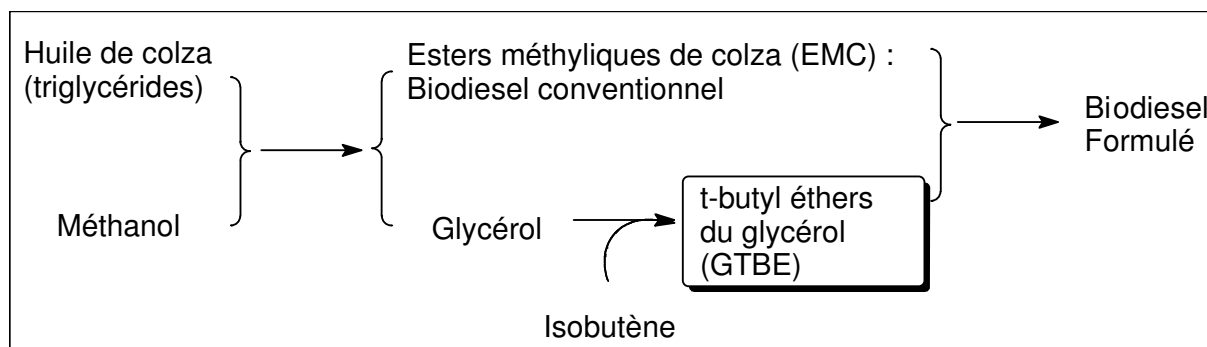 Huile de colza
(triglycérides)
Méthanol
Esters méthyliques de colza (EMC) :
Biodiesel conventionnel
Glycérol
Isobutène
t-butyl éthers
du glycérol
(GTBE)
Biodiesel
Formulé